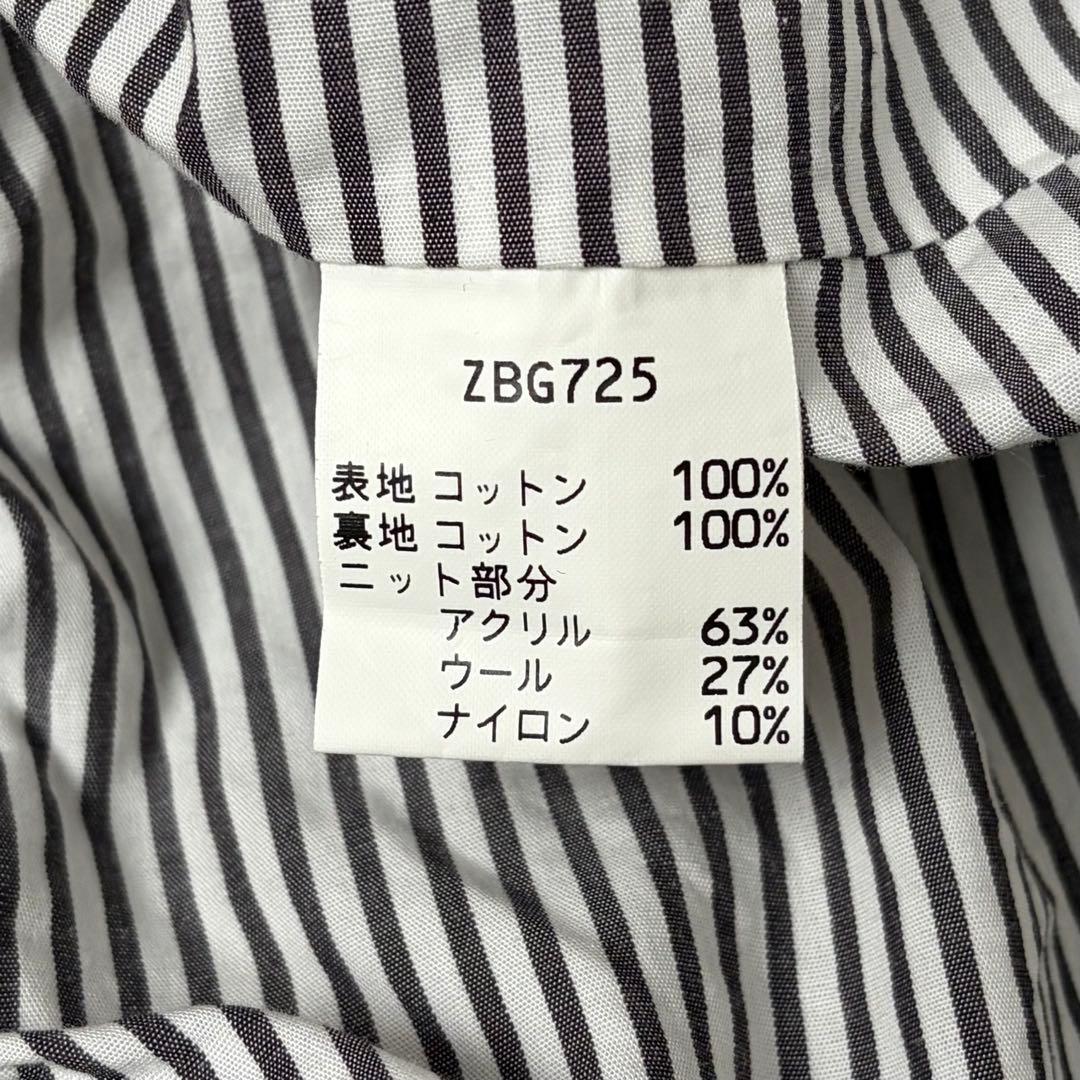 ZBG725
表地 コットン 100%
裏地 コットン 100%
ニット部分
アクリル 63%
ウール 27%
ナイロン 10%